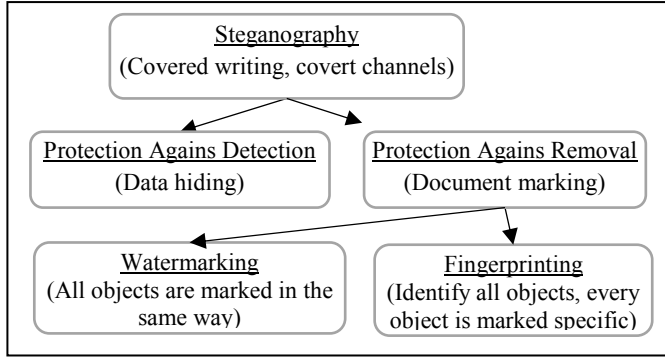 Steganography
(Covered writing, covert channels)
Protection Agains Detection
(Data hiding)
Protection Agains Removal
(Document marking)
Watermarking
(All objects are marked in the
same way)
Fingerprinting
(Identify all objects, every
object is marked specific)